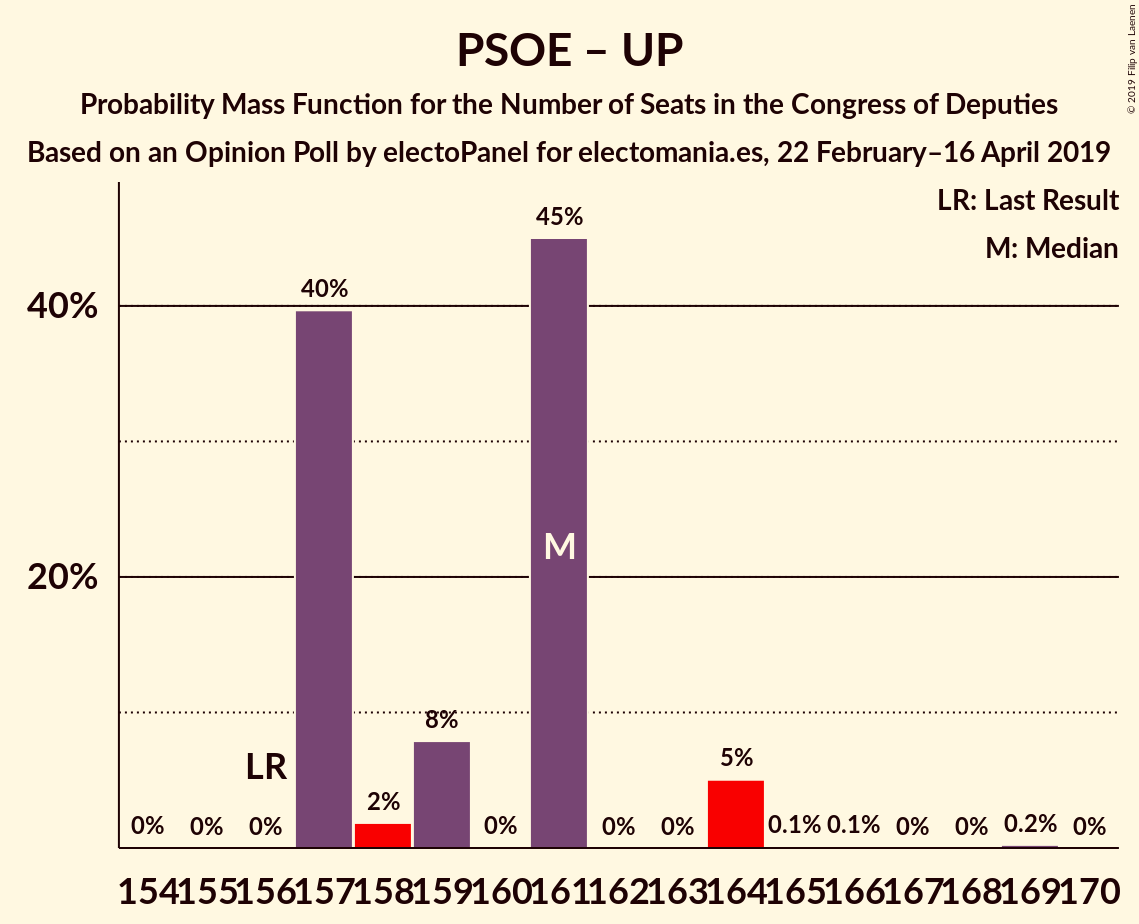 PSOE – UP
Probability Mass Function for the Number of Seats in the Congress of Deputies
Based on an Opinion Poll by electoPanel for electomania.es, 22 February–16 April 2019
© 2019 Filip van Laenen
LR: Last Result
M: Median
40%
20%
LR
M
0% 0% 0% 40% 2% 8% 0% 45% 0% 0% 5% 0.1% 0.1% 0% 0% 0.2% 0%
154 155 156 157 158 159 160 161 162 163 164 165 166 167 168 169 170